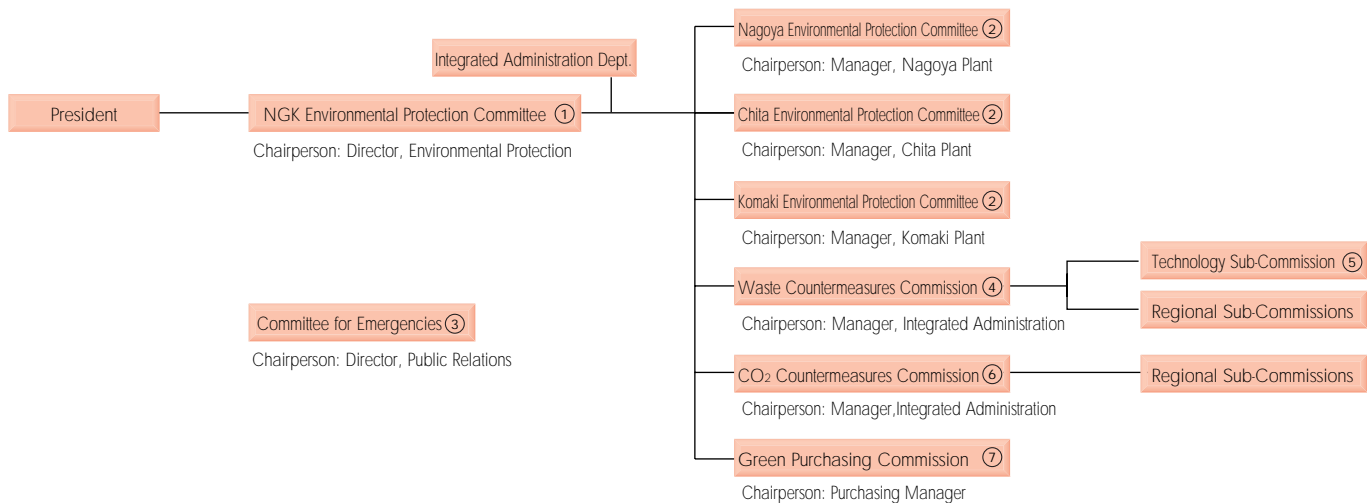 Nagoya Environmental Protection Committee ②
Chairperson: Manager, Nagoya Plant
Integrated Administration Dept.
President
NGK Environmental Protection Committee ①
Chairperson: Director, Environmental Protection
Chita Environmental Protection Committee ②
Chairperson: Manager, Chita Plant
Komaki Environmental Protection Committee ②
Chairperson: Manager, Komaki Plant
Waste Countermeasures Commission ④
Chairperson: Manager, Integrated Administration
Technology Sub-Commission ⑤
Regional Sub-Commissions
Committee for Emergencies ③
Chairperson: Director, Public Relations
CO₂ Countermeasures Commission ⑥
Chairperson: Manager,Integrated Administration
Regional Sub-Commissions
Green Purchasing Commission ⑦
Chairperson: Purchasing Manager